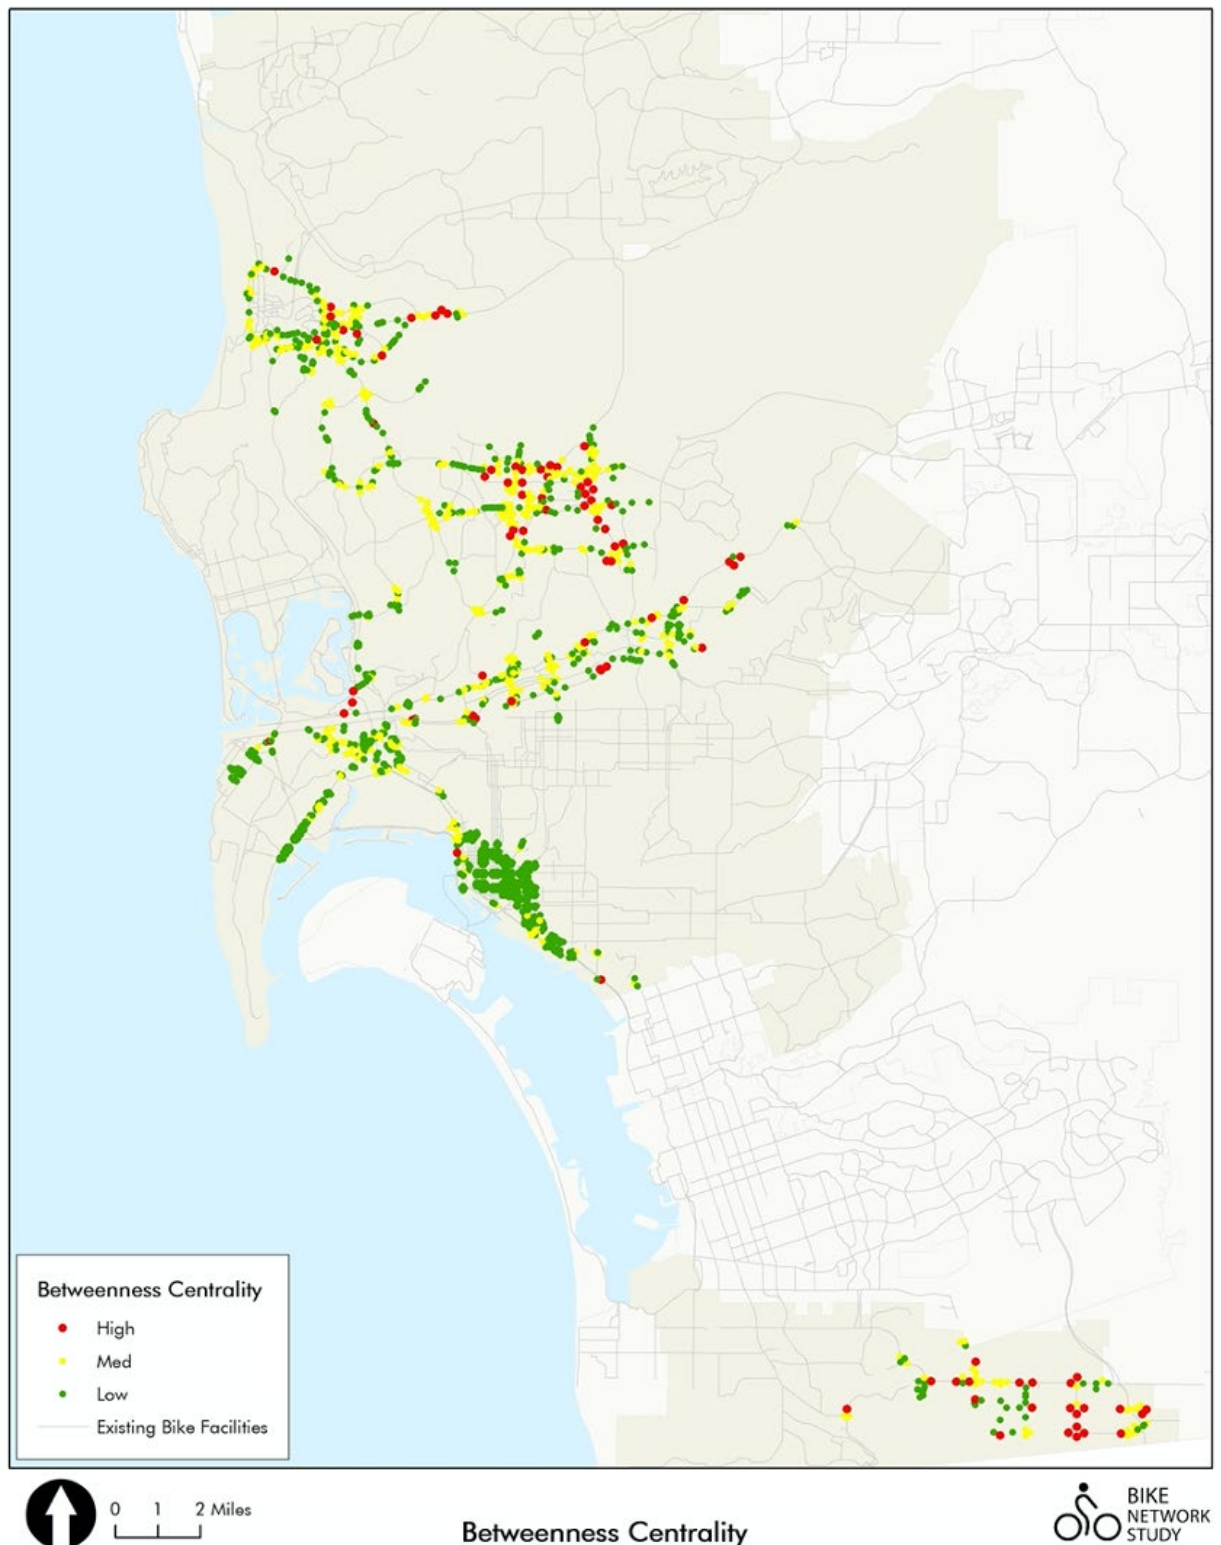 Betweenness Centrality
High
Med
Low
Existing Bike Facilities
0 1 2 Miles
Betweenness Centrality
BIKE
NETWORK
STUDY